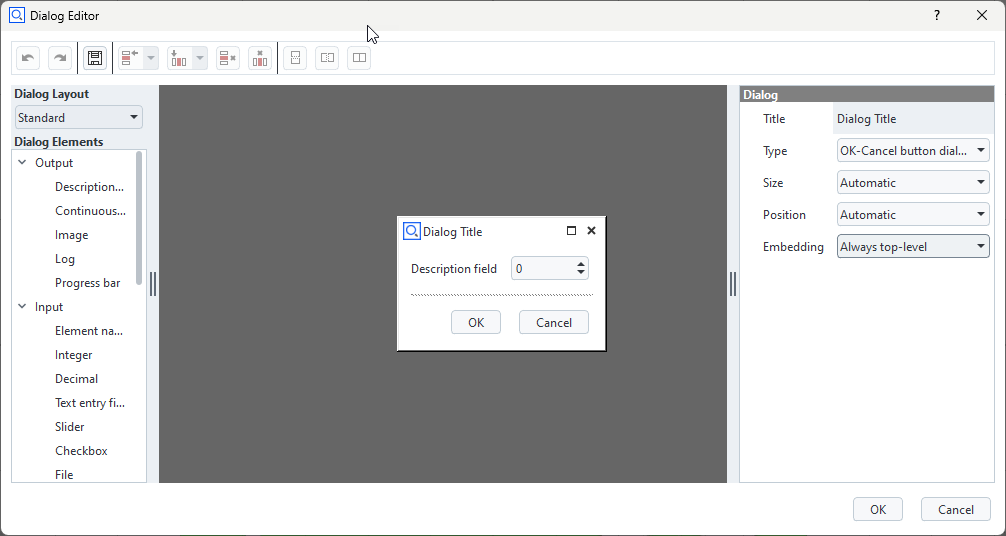 Dialog Editor
?
Dialog Layout
Standard
Dialog Elements
Output
Description...
Continuous...
Image
Log
Progress bar
Input
Element na...
Integer
Decimal
Text entry fi...
Slider
Checkbox
File
Dialog Title
Description field 0
OK Cancel
Dialog
Title Dialog Title
Type OK-Cancel button dial...
Size Automatic
Position Automatic
Embedding Always top-level
OK Cancel